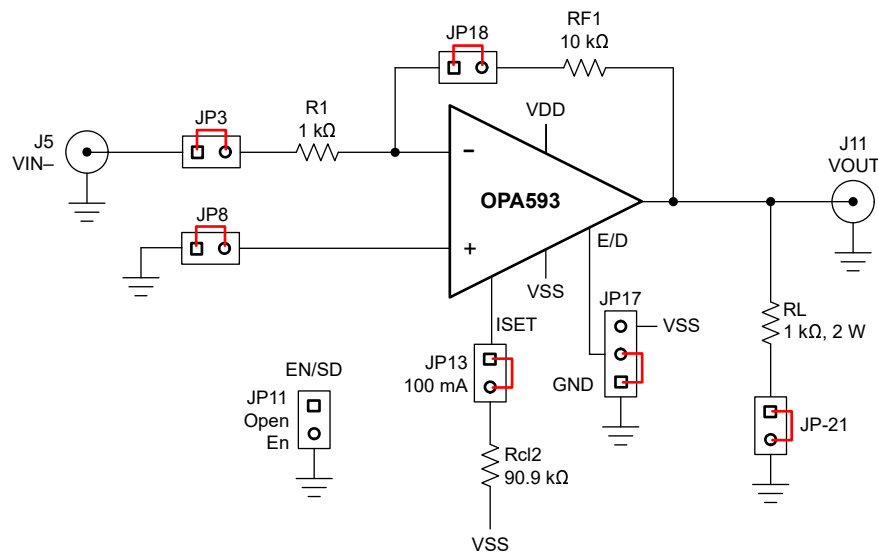 RF1
10 kΩ
JP18
R1
1 kΩ
JP3
J5
VIN–
VDD
J11
VOUT
–
OPA593
JP8
+
E/D
VSS
JP17
VSS
ISET
RL
1 kΩ, 2 W
JP13
100 mA
GND
EN/SD
JP11
Open
En
JP-21
Rcl2
90.9 kΩ
VSS